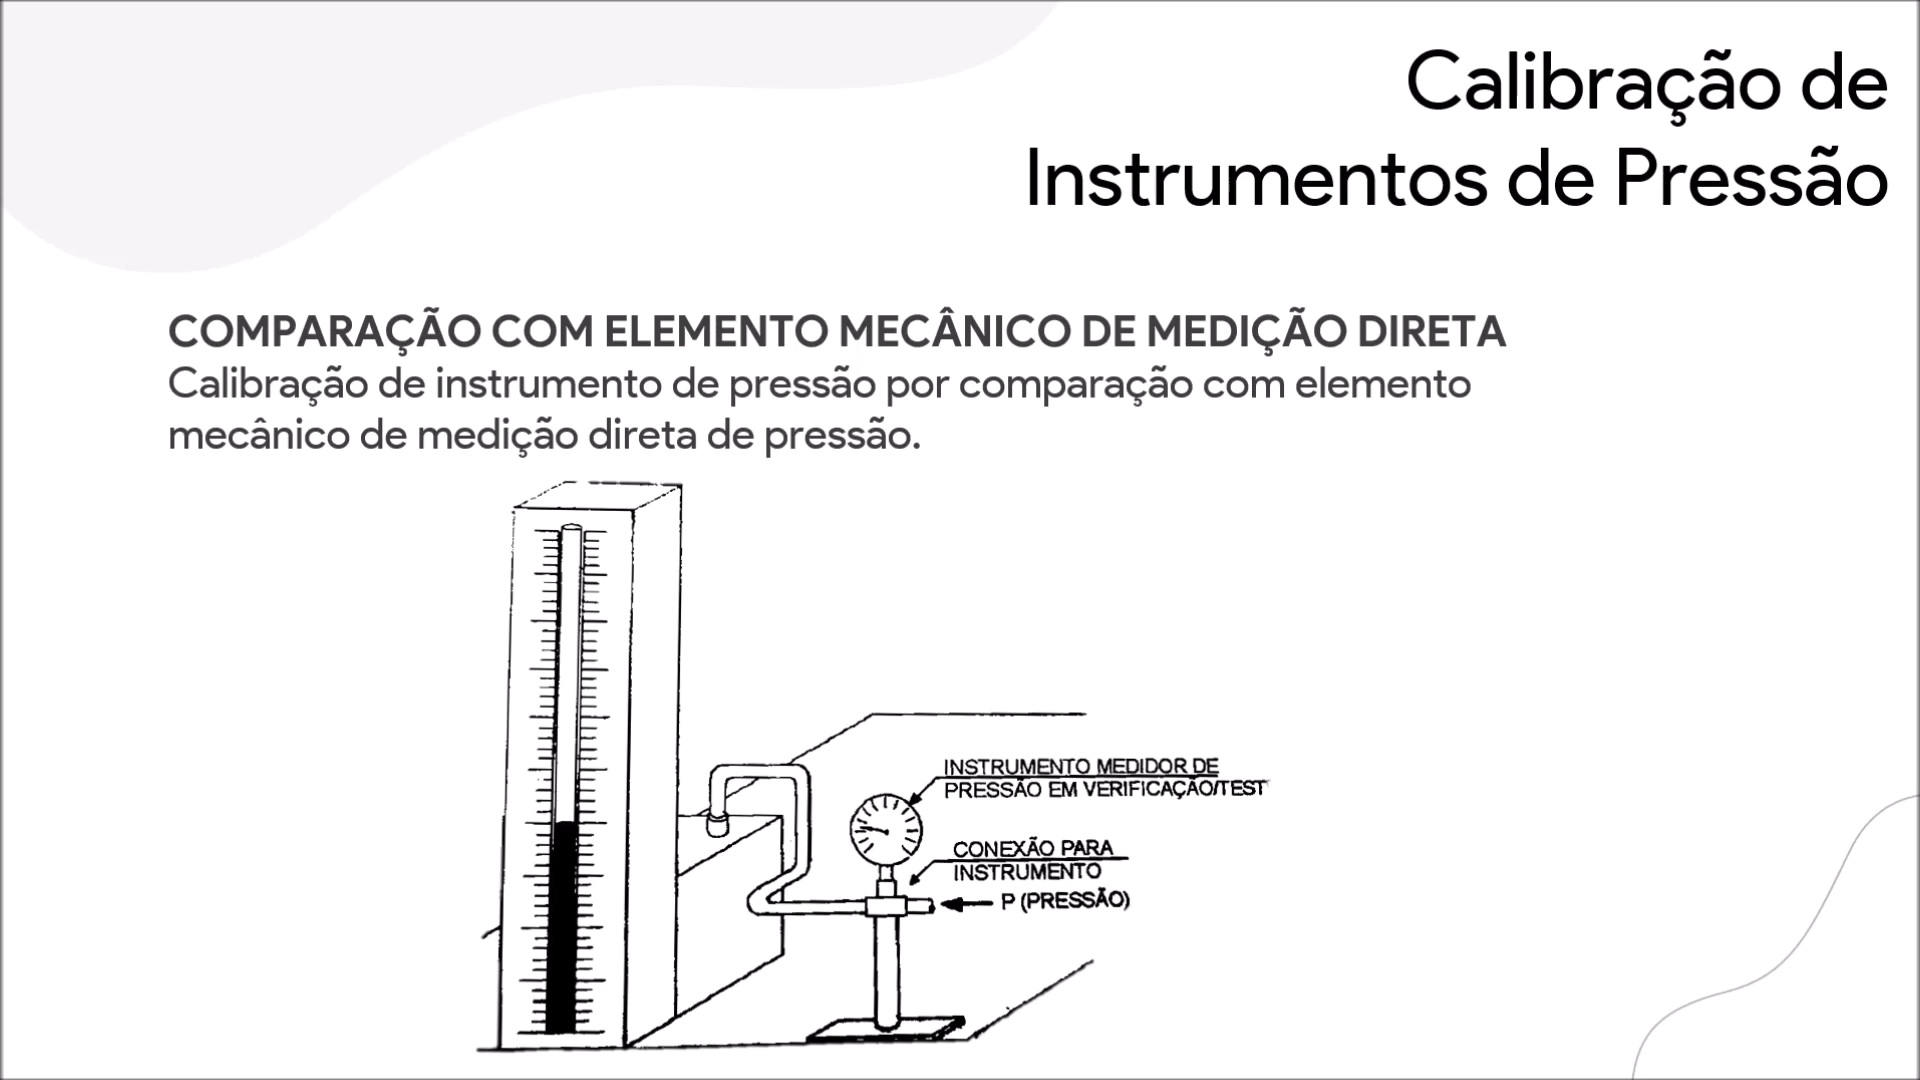 Calibração de
Instrumentos de Pressão
COMPARAÇÃO COM ELEMENTO MECÂNICO DE MEDIÇÃO DIRETA
Calibração de instrumento de pressão por comparação com elemento
mecânico de medição direta de pressão.
INSTRUMENTO MEDIDOR DE
PRESSÃO EM VERIFICAÇÃO/TEST
CONEXÃO PARA
INSTRUMENTO
P (PRESSÃO)